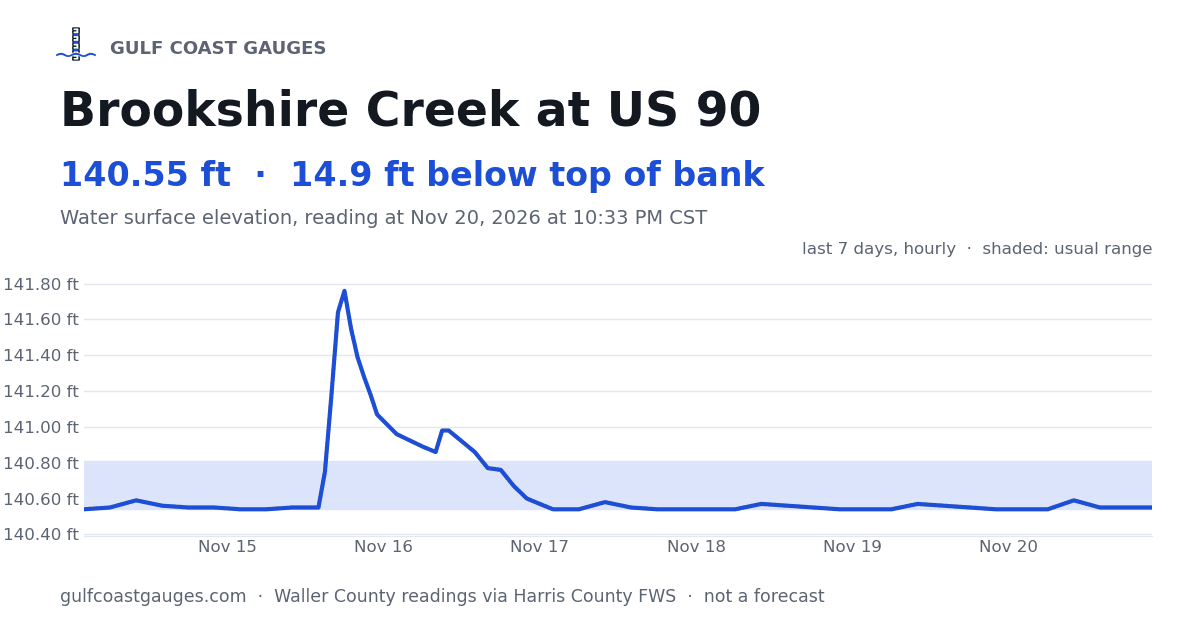 GULF COAST GAUGES
Brookshire Creek at US 90
140.55 ft · 14.9 ft below top of bank
Water surface elevation, reading at Nov 20, 2026 at 10:33 PM CST
last 7 days, hourly · shaded: usual range
141.80 ft
141.60 ft
141.40 ft
141.20 ft
141.00 ft
140.80 ft
140.60 ft
140.40 ft
Nov 15 Nov 16 Nov 17 Nov 18 Nov 19 Nov 20
gulfcoastgauges.com · Waller County readings via Harris County FWS · not a forecast